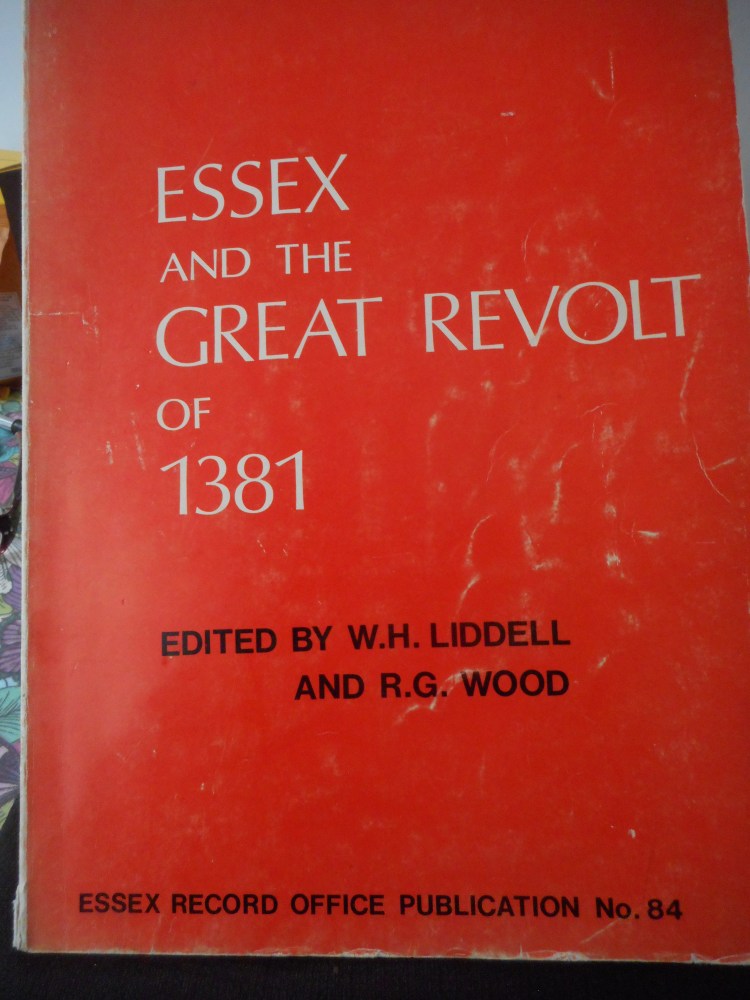 ESSEX
AND THE
GREAT REVOLT
OF
1381
EDITED BY W.H. LIDDELL
AND R.G. WOOD
ESSEX RECORD OFFICE PUBLICATION No. 84